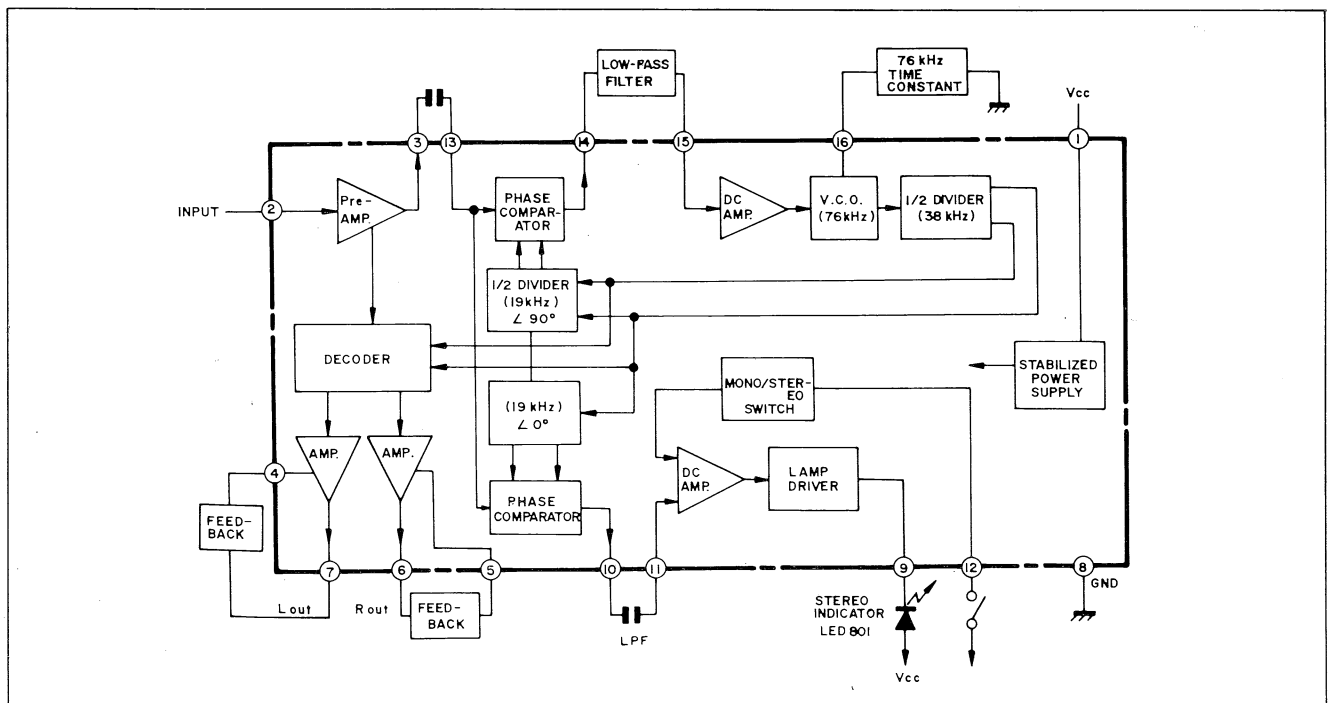 LOW-PASS
FILTER
76 kHz
TIME
CONSTANT
Vcc
3
13
14
15
16
1
INPUT
2
Pre-
AMP.
PHASE
COMPAR-
ATOR
DC
AMP.
V.C.O.
(76kHz)
1/2 DIVIDER
(38 kHz)
1/2 DIVIDER
(19kHz)
∠ 90°
DECODER
MONO/STER-
EO
SWITCH
STABILIZED
POWER
SUPPLY
(19 kHz)
∠ 0°
4
AMP.
AMP.
DC
AMP.
LAMP
DRIVER
PHASE
COMPARATOR
FEED-
BACK
7
6
5
10
11
9
12
8
GND
Lout
Rout
FEED-
BACK
LPF
STEREO
INDICATOR
LED 801
Vcc